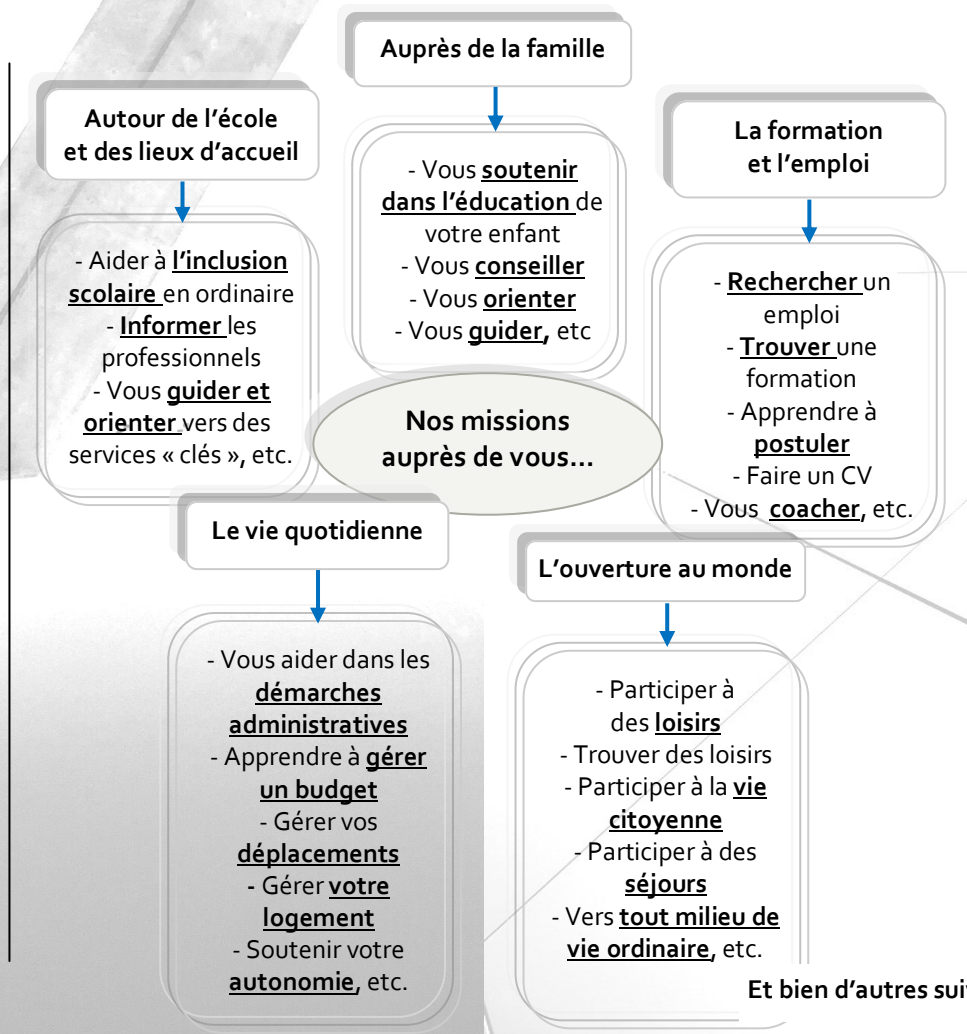 Auprès de la famille
- Vous soutenir
dans l'éducation de
votre enfant
- Vous conseiller
- Vous orienter
- Vous guider, etc
Autour de l'école
et des lieux d'accueil
- Aider à l'inclusion
scolaire en ordinaire
- Informer les
professionnels
- Vous guider et
orienter vers des
services « clés », etc.
La formation
et l'emploi
- Rechercher un
emploi
- Trouver une
formation
- Apprendre à
postuler
- Faire un CV
- Vous coacher, etc.
Nos missions
auprès de vous...
Le vie quotidienne
- Vous aider dans les
démarches
administratives
- Apprendre à gérer
un budget
- Gérer vos
déplacements
- Gérer votre
logement
- Soutenir votre
autonomie, etc.
L'ouverture au monde
- Participer à
des loisirs
- Trouver des loisirs
- Participer à la vie
citoyenne
- Participer à des
séjours
- Vers tout milieu de
vie ordinaire, etc.
Et bien d'autres